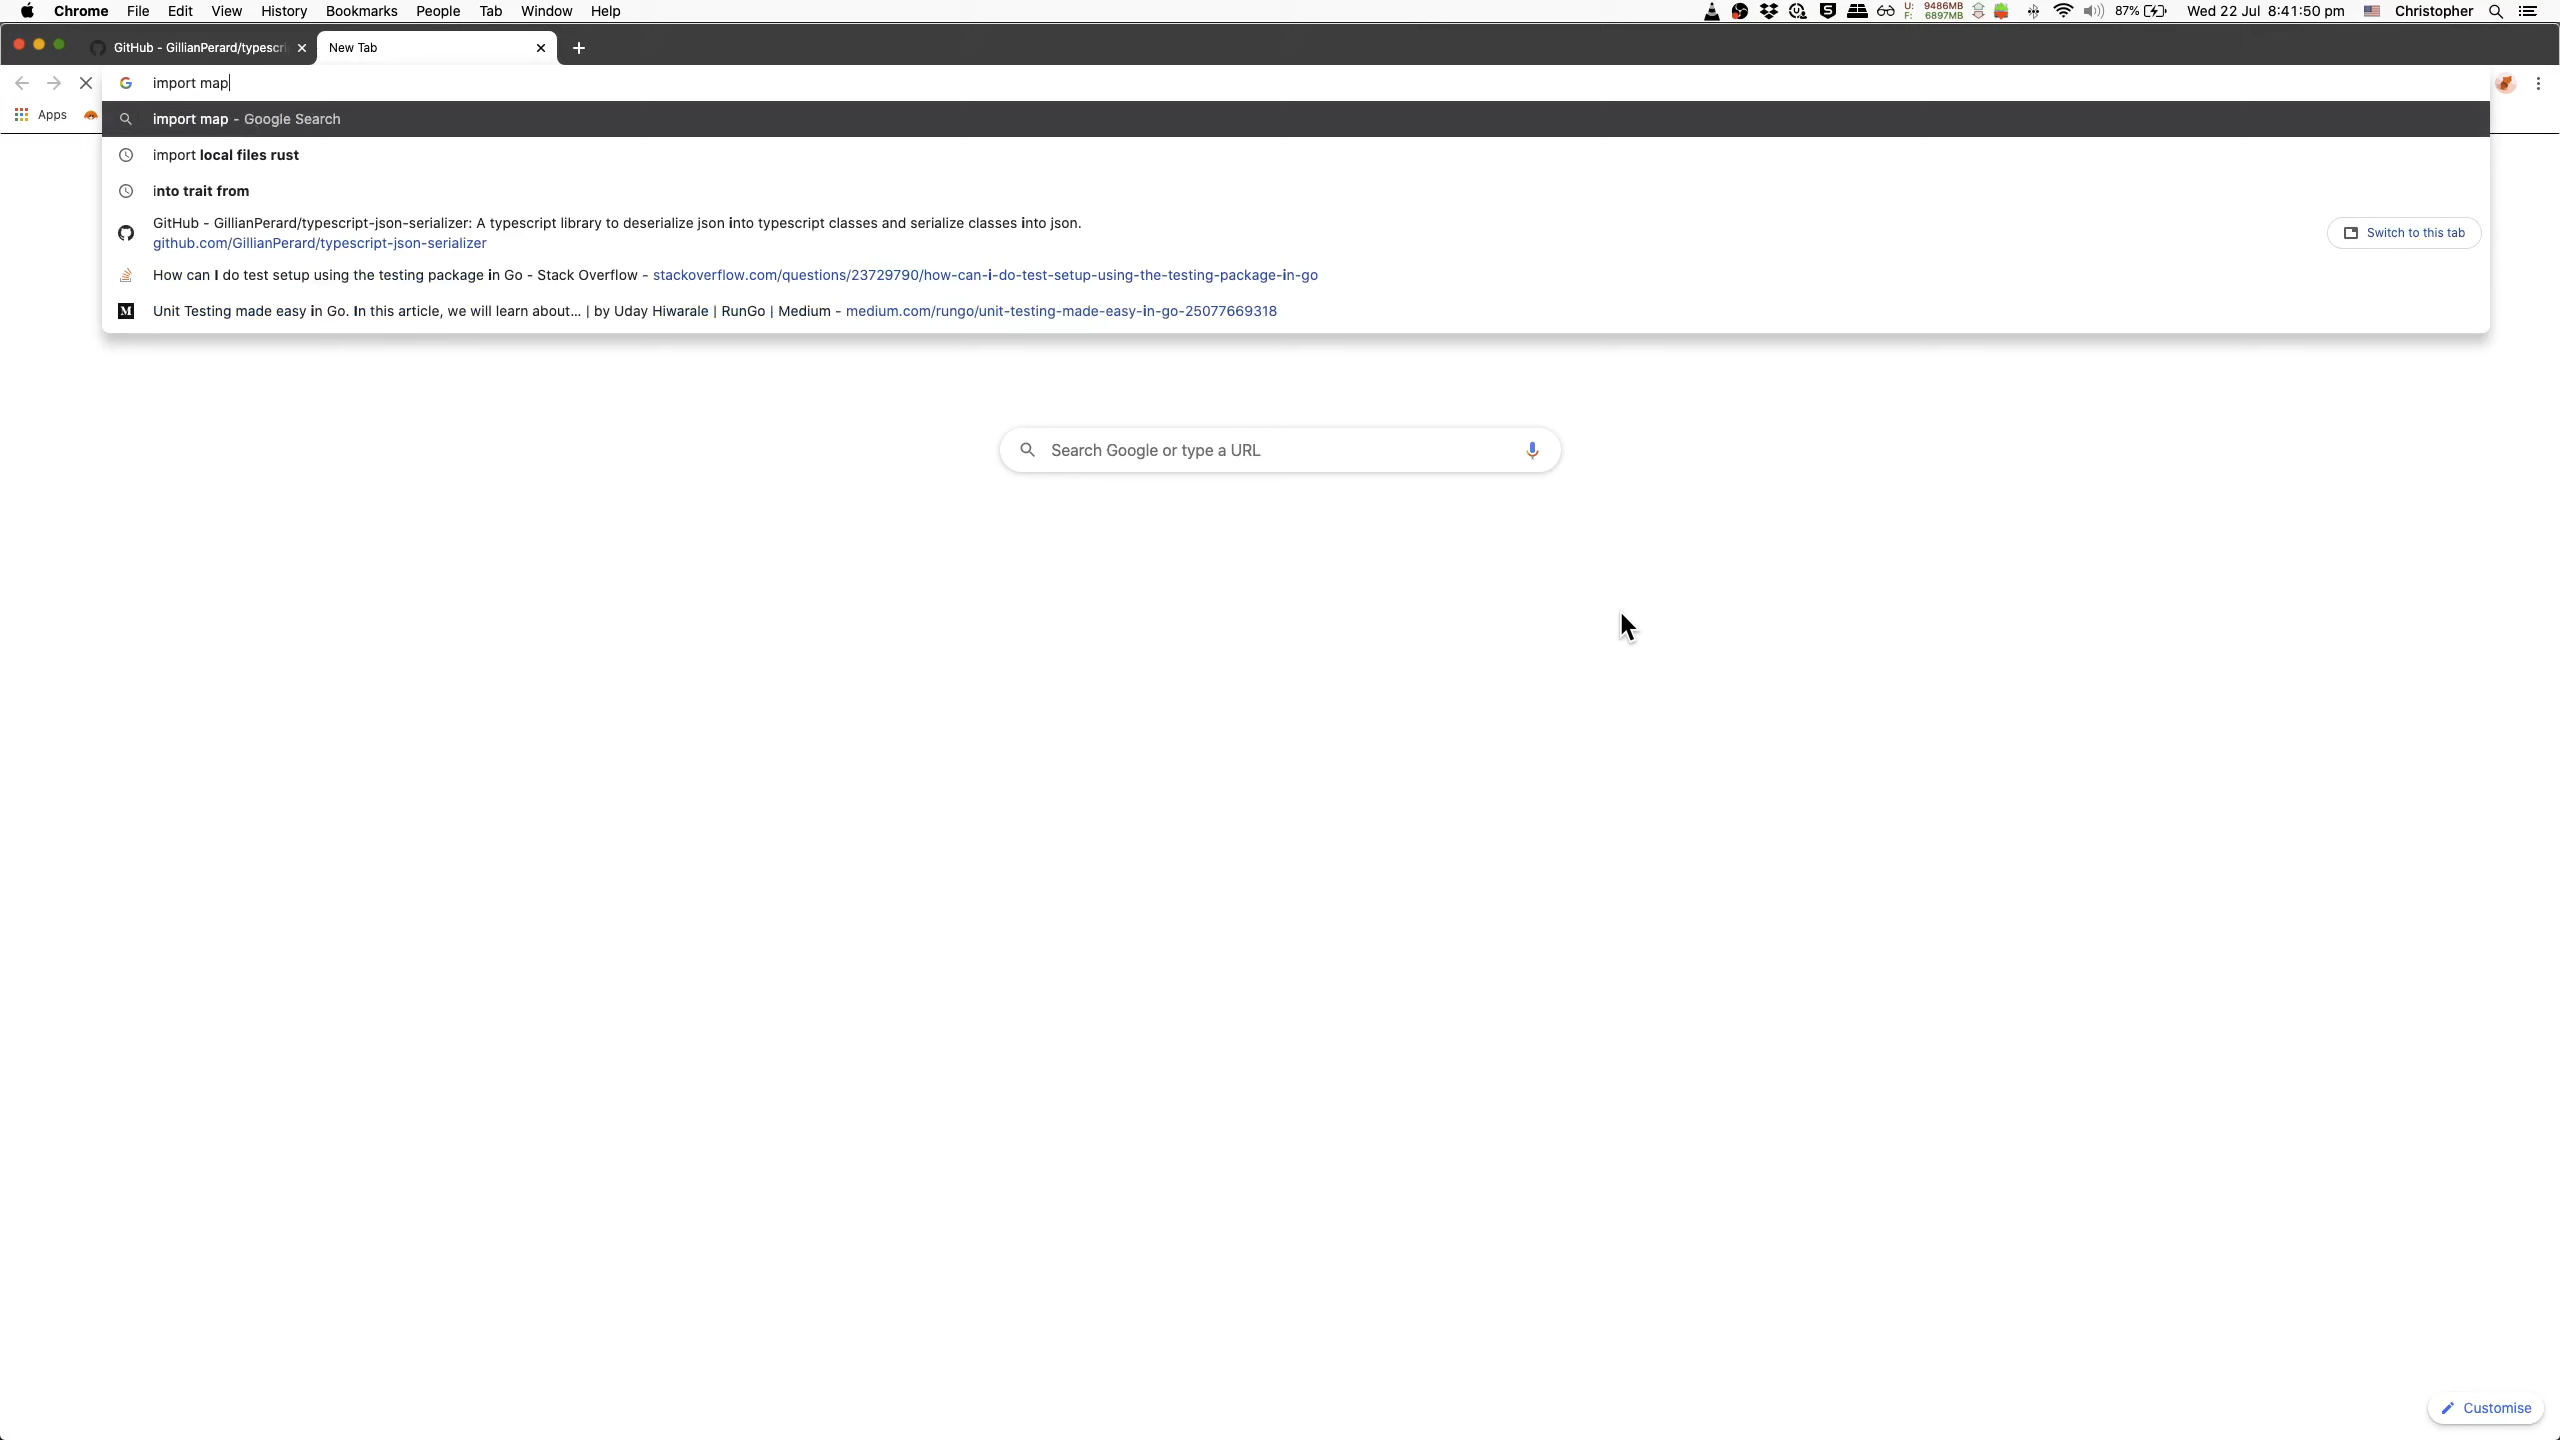 Chrome File Edit View History Bookmarks People Tab Window Help U: 9486MB F: 6897MB 87% Wed 22 Jul 8:41:50 pm Christopher
GitHub - GillianPerard/typescri New Tab
import map
Apps
import map - Google Search
import local files rust
into trait from
GitHub - GillianPerard/typescript-json-serializer: A typescript library to deserialize json into typescript classes and serialize classes into json.
github.com/GillianPerard/typescript-json-serializer
Switch to this tab
How can I do test setup using the testing package in Go - Stack Overflow - stackoverflow.com/questions/23729790/how-can-i-do-test-setup-using-the-testing-package-in-go
Unit Testing made easy in Go. In this article, we will learn about... | by Uday Hiwarale | RunGo | Medium - medium.com/rungo/unit-testing-made-easy-in-go-25077669318
Search Google or type a URL
Customise